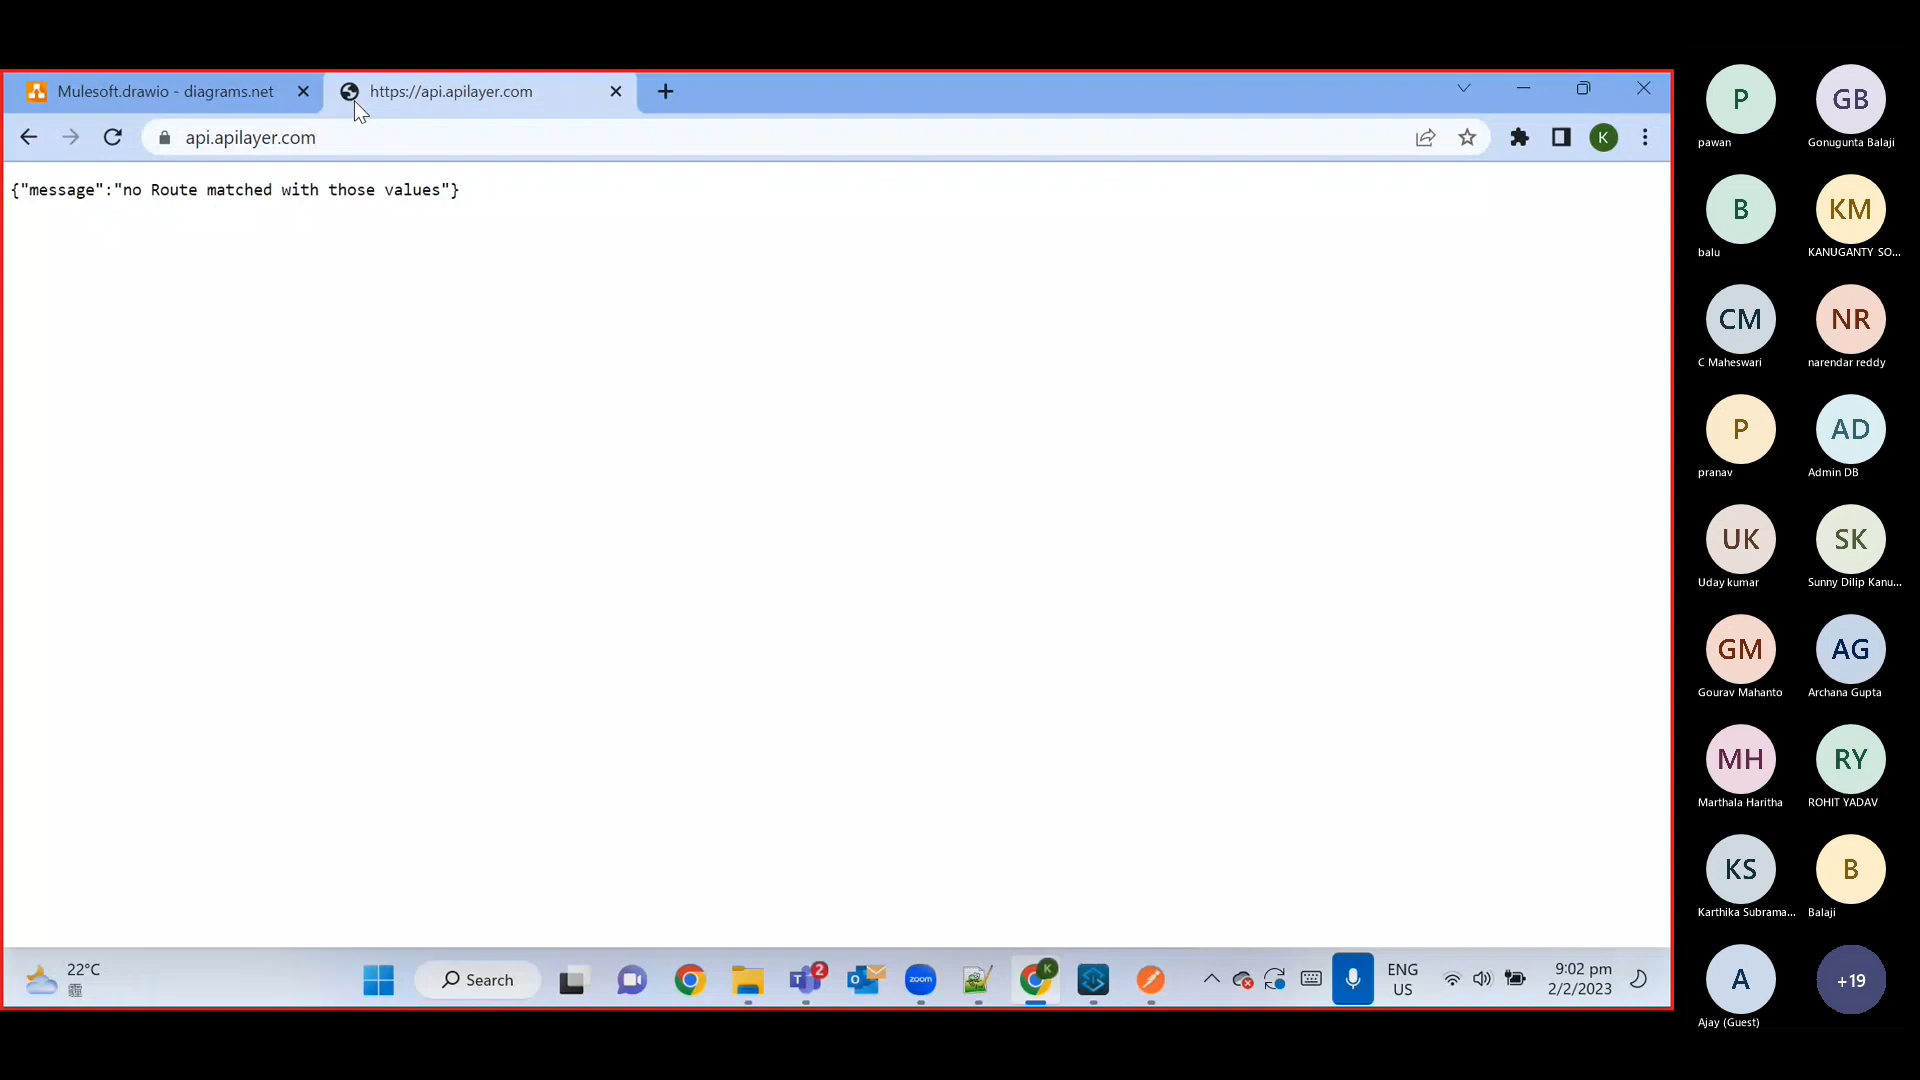 Mulesoft.drawio - diagrams.net
https://api.apilayer.com
api.apilayer.com
K
{"message":"no Route matched with those values"}
P
pawan
GB
Gonugunta Balaji
B
balu
KM
KANUGANTY SO...
CM
C Maheswari
NR
narendar reddy
P
pranav
AD
Admin DB
UK
Uday kumar
SK
Sunny Dilip Kanu...
GM
Gourav Mahanto
AG
Archana Gupta
MH
Marthala Haritha
RY
ROHIT YADAV
KS
Karthika Subrama...
B
Balaji
A
Ajay (Guest)
+19
22°C
霾
Search
2
zoom
K
ENG
US
9:02 pm
2/2/2023